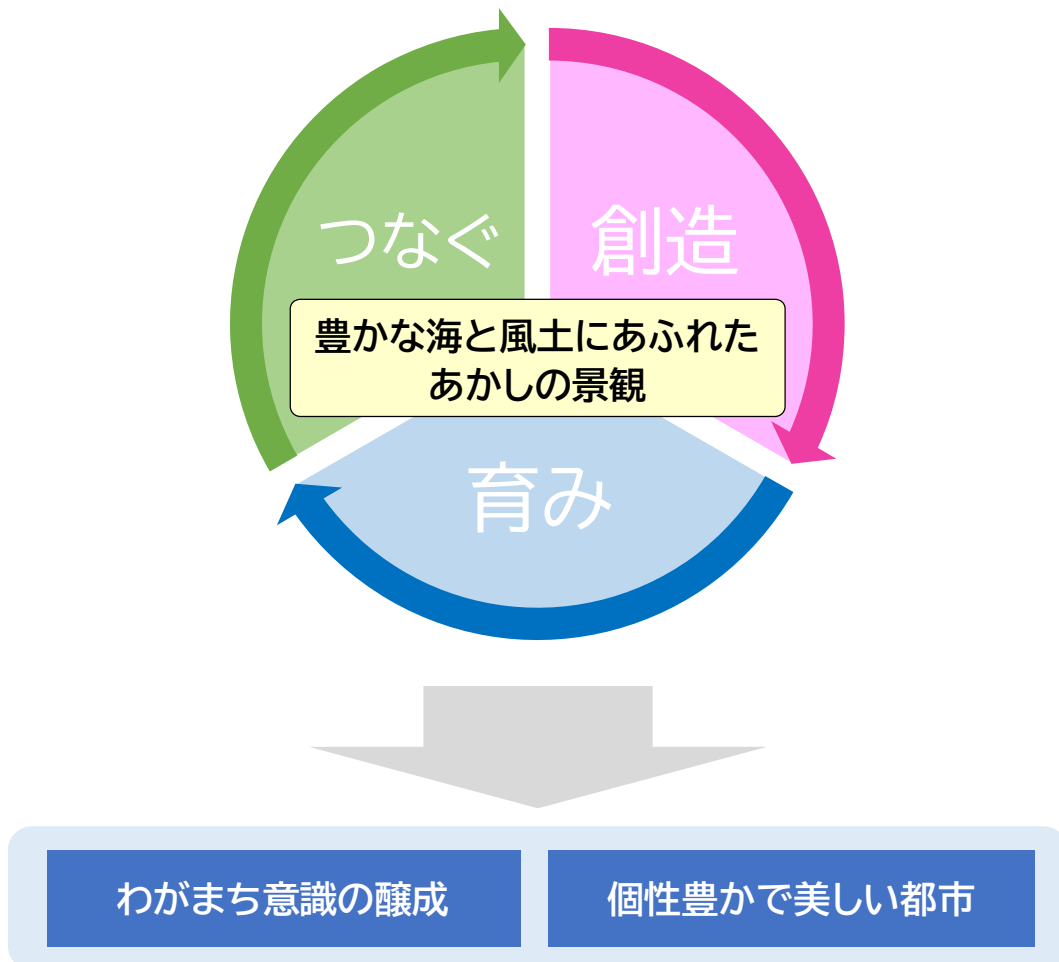 つなぐ
創造
豊かな海と風土にあふれた
あかしの景観
育み
わがまち意識の醸成
個性豊かで美しい都市